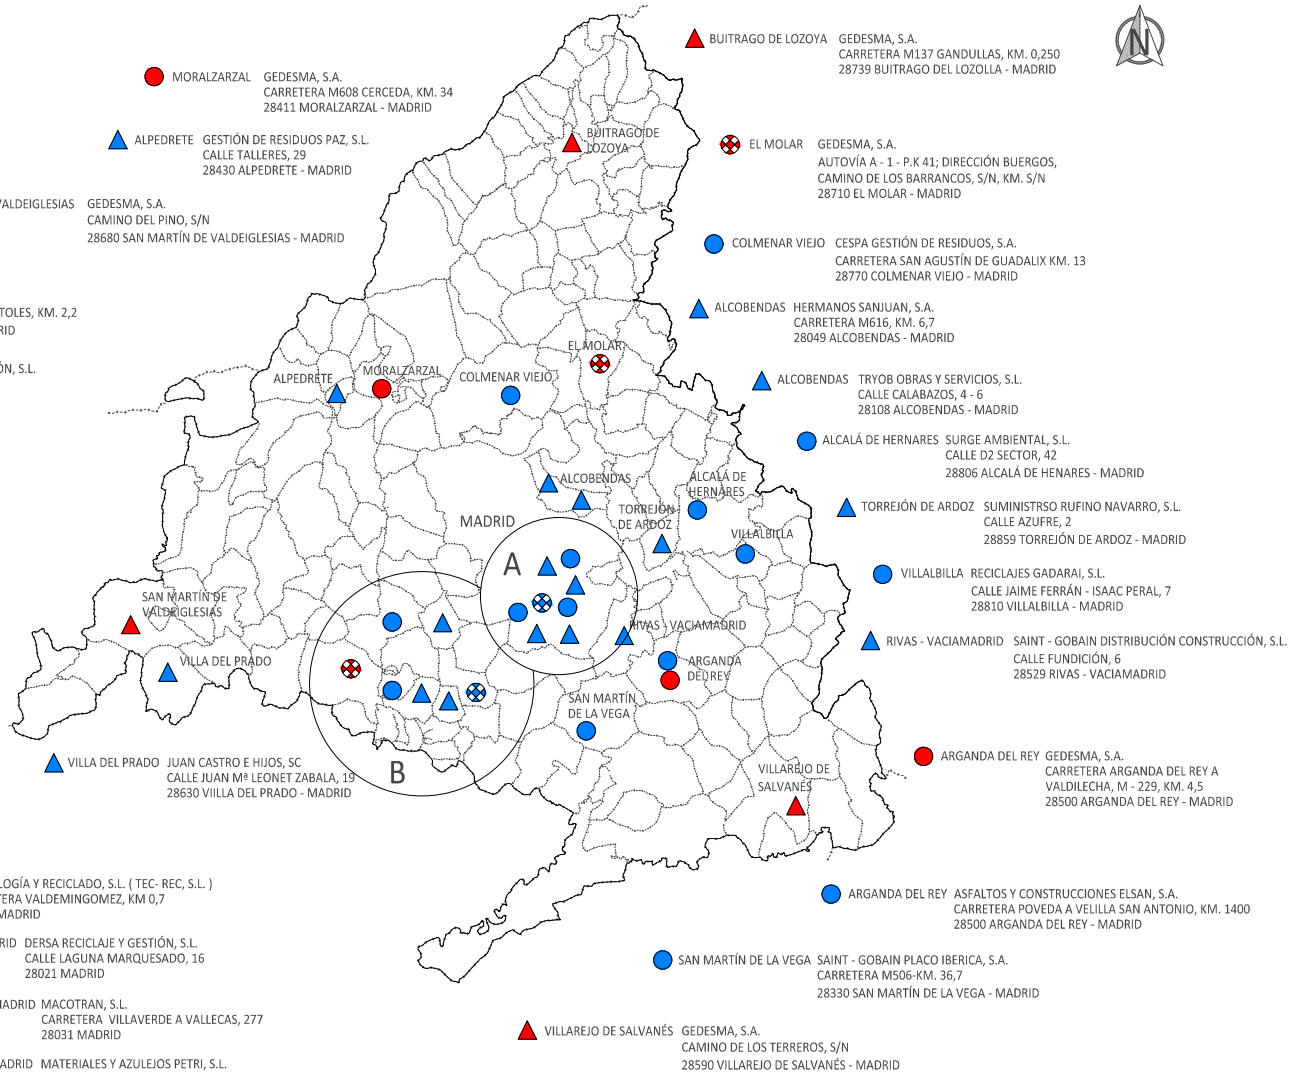 N
BUITRAGO DE LOZOYA GEDESMA, S.A.
CARRETERA M137 GANDULLAS, KM. 0,250
28739 BUITRAGO DEL LOZOLLA - MADRID
MORALZARZAL GEDESMA, S.A.
CARRETERA M608 CERCEDA, KM. 34
28411 MORALZARZAL - MADRID
ALPEDRETE GESTIÓN DE RESIDUOS PAZ, S.L.
CALLE TALLERES, 29
28430 ALPEDRETE - MADRID
VALDEIGLESIAS GEDESMA, S.A.
CAMINO DEL PINO, S/N
28680 SAN MARTÍN DE VALDEIGLESIAS - MADRID
TOLES, KM. 2,2
RID
ÓN, S.L.
EL MOLAR GEDESMA, S.A.
AUTOVÍA A - 1 - P.K 41; DIRECCIÓN BUERGOS,
CAMINO DE LOS BARRANCOS, S/N, KM. S/N
28710 EL MOLAR - MADRID
COLMENAR VIEJO CESPA GESTIÓN DE RESIDUOS, S.A.
CARRETERA SAN AGUSTÍN DE GUADALIX KM. 13
28770 COLMENAR VIEJO - MADRID
ALCOBENDAS HERMANOS SANJUAN, S.A.
CARRETERA M616, KM. 6,7
28049 ALCOBENDAS - MADRID
ALCOBENDAS TRYOB OBRAS Y SERVICIOS, S.L.
CALLE CALABAZOS, 4 - 6
28108 ALCOBENDAS - MADRID
ALCALÁ DE HERNARES SURGE AMBIENTAL, S.L.
CALLE D2 SECTOR, 42
28806 ALCALÁ DE HENARES - MADRID
TORREJÓN DE ARDOZ SUMINISTRSO RUFINO NAVARRO, S.L.
CALLE AZUFRE, 2
28859 TORREJÓN DE ARDOZ - MADRID
VILLALBILLA RECICLAJES GADARAI, S.L.
CALLE JAIME FERRÁN - ISAAC PERAL, 7
28810 VILLALBILLA - MADRID
RIVAS - VACIAMADRID SAINT - GOBAIN DISTRIBUCIÓN CONSTRUCCIÓN, S.L.
CALLE FUNDICIÓN, 6
28529 RIVAS - VACIAMADRID
BUITRAGO DE
LOZOYA
EL MOLAR
ALPEDRETE
MORALZARZAL
COLMENAR VIEJO
ALCOBENDAS
ALCALÁ DE
HERNARES
TORREJÓN
DE ARDOZ
MADRID
VILLALBILLA
A
SAN MARTÍN DE
VALDEIGLESIAS
VILLA DEL PRADO
RIVAS - VACIAMADRID
ARGANDA
DEL REY
SAN MARTÍN
DE LA VEGA
B
VILLAREJO DE
SALVANÉS
VILLA DEL PRADO JUAN CASTRO E HIJOS, SC
CALLE JUAN Mª LEONET ZABALA, 19
28630 VIILLA DEL PRADO - MADRID
ARGANDA DEL REY GEDESMA, S.A.
CARRETERA ARGANDA DEL REY A
VALDILECHA, M - 229, KM. 4,5
28500 ARGANDA DEL REY - MADRID
LOGÍA Y RECICLADO, S.L. ( TEC- REC, S.L. )
TERA VALDEMINGOMEZ, KM 0,7
MADRID
RID DERSA RECICLAJE Y GESTIÓN, S.L.
CALLE LAGUNA MARQUESADO, 16
28021 MADRID
MADRID MACOTRAN, S.L.
CARRETERA VILLAVERDE A VALLECAS, 277
28031 MADRID
ADRID MATERIALES Y AZULEJOS PETRI, S.L.
ARGANDA DEL REY ASFALTOS Y CONSTRUCCIONES ELSAN, S.A.
CARRETERA POVEDA A VELILLA SAN ANTONIO, KM. 1400
28500 ARGANDA DEL REY - MADRID
SAN MARTÍN DE LA VEGA SAINT - GOBAIN PLACO IBERICA, S.A.
CARRETERA M506-KM. 36,7
28330 SAN MARTÍN DE LA VEGA - MADRID
VILLAREJO DE SALVANÉS GEDESMA, S.A.
CAMINO DE LOS TERREROS, S/N
28590 VILLAREJO DE SALVANÉS - MADRID